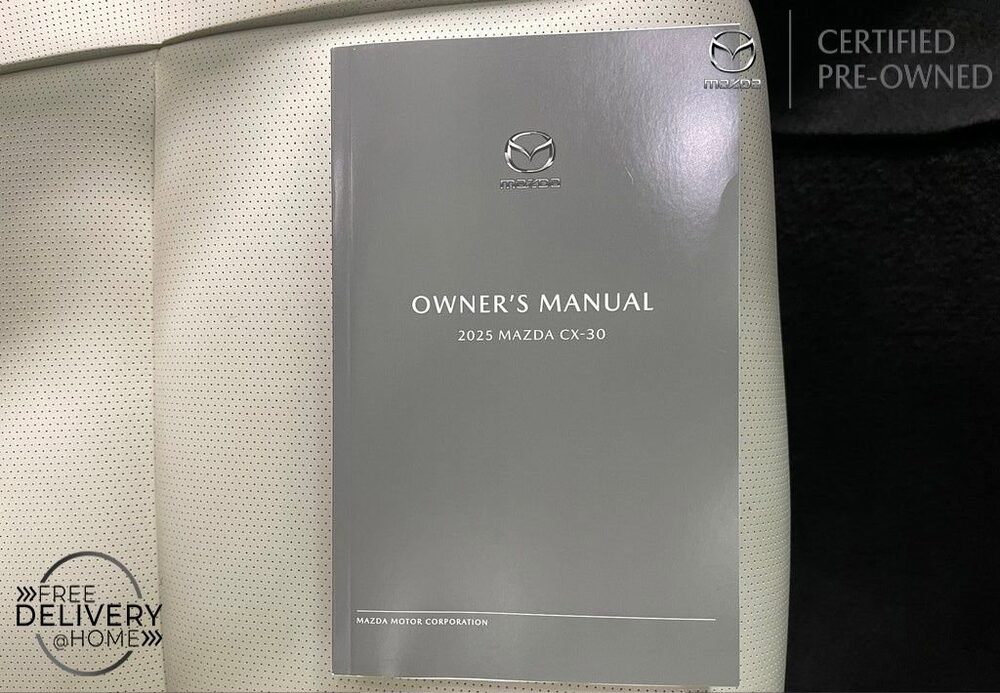 mazda
CERTIFIED
PRE-OWNED
mazda
OWNER'S MANUAL
2025 MAZDA CX-30
MAZDA MOTOR CORPORATION
FREE
DELIVERY
@HOME